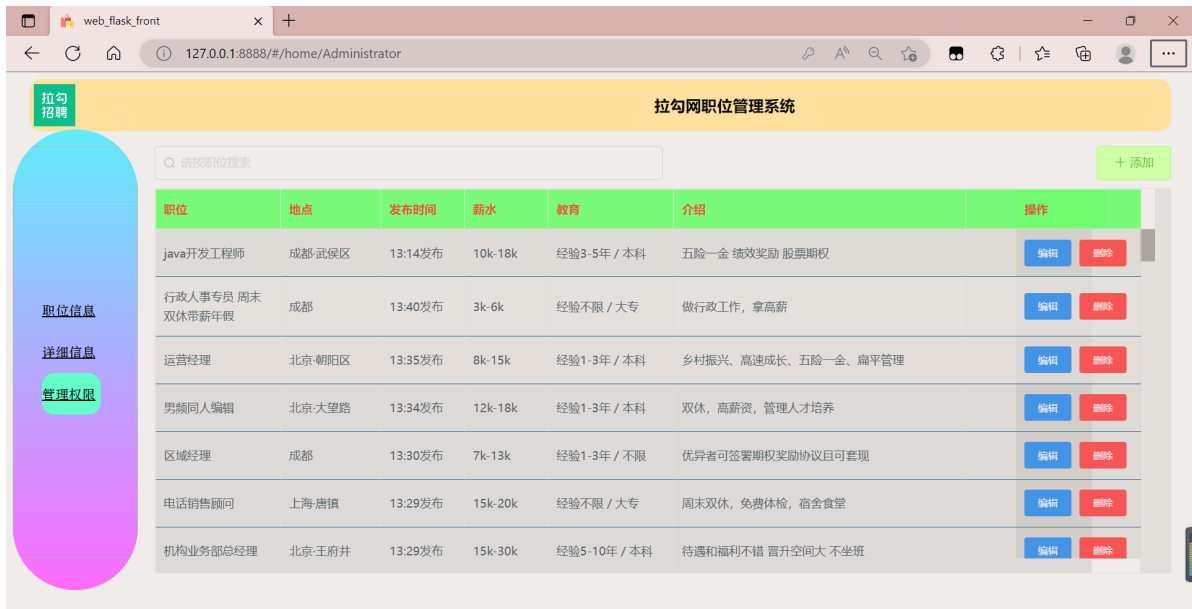 web_flask_front
127.0.0.1:8888/#/home/Administrator
拉勾
招聘
拉勾网职位管理系统
请按职位搜索
+ 添加
职位 地点 发布时间 薪水 教育 介绍 操作
java开发工程师 成都·武侯区 13:14发布 10k-18k 经验3-5年 / 本科 五险一金 绩效奖励 股票期权 编辑 删除
行政人事专员 周末
双休带薪年假 成都 13:40发布 3k-6k 经验不限 / 大专 做行政工作，拿高薪 编辑 删除
运营经理 北京·朝阳区 13:35发布 8k-15k 经验1-3年 / 本科 乡村振兴、高速成长、五险一金、扁平管理 编辑 删除
男频同人编辑 北京·大望路 13:34发布 12k-18k 经验1-3年 / 本科 双休，高薪资，管理人才培养 编辑 删除
区域经理 成都 13:30发布 7k-13k 经验1-3年 / 不限 优异者可签署期权奖励协议且可套现 编辑 删除
电话销售顾问 上海·唐镇 13:29发布 15k-20k 经验不限 / 大专 周末双休，免费体检，宿舍食堂 编辑 删除
机构业务部总经理 北京·王府井 13:29发布 15k-30k 经验5-10年 / 本科 待遇和福利不错 晋升空间大 不坐班 编辑 删除
职位信息
详细信息
管理权限